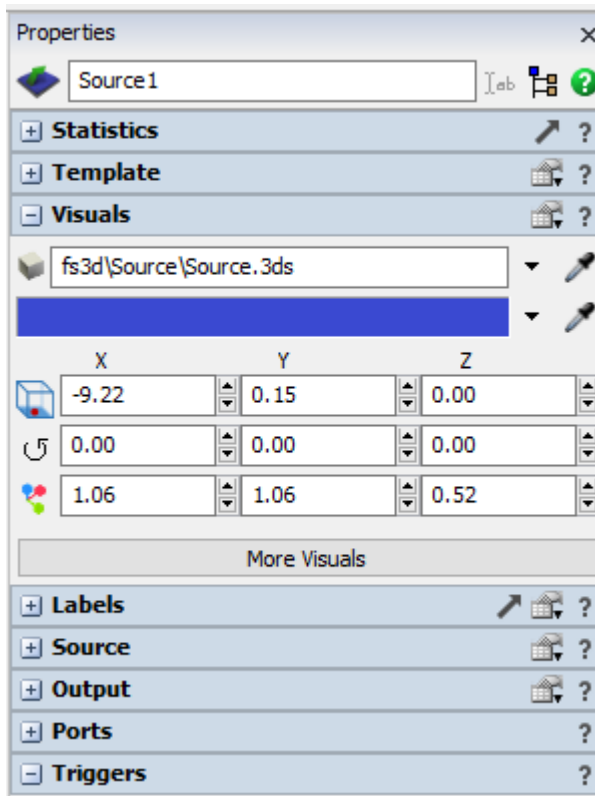 Properties
Source1
Statistics ?
Template ?
Visuals ?
fs3d\Source\Source.3ds
X Y Z
-9.22 0.15 0.00
0.00 0.00 0.00
1.06 1.06 0.52
More Visuals
Labels ?
Source ?
Output ?
Ports ?
Triggers ?